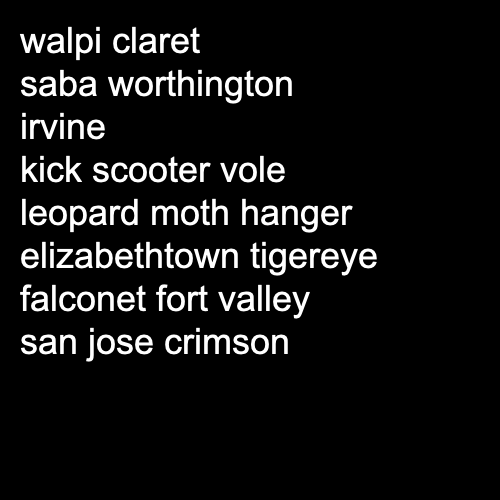 walpi claret
saba worthington
irvine
kick scooter vole
leopard moth hanger
elizabethtown tigereye
falconet fort valley
san jose crimson